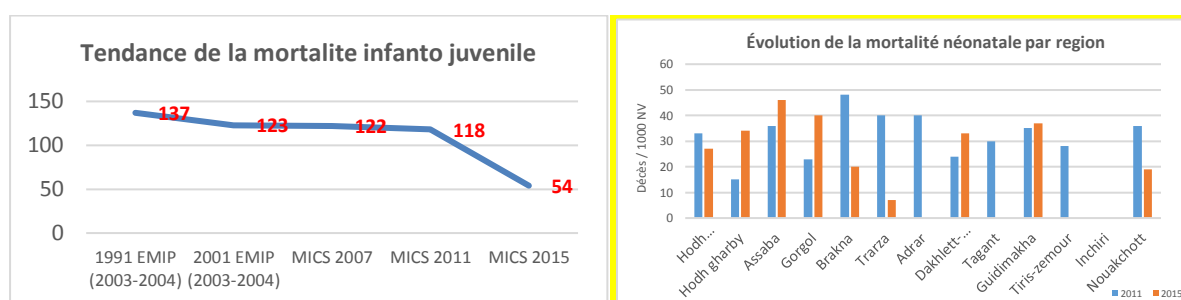 Tendance de la mortalite infanto juvenile
150
100
50
0
137
123
122
118
54
1991 EMIP 2001 EMIP MICS 2007 MICS 2011 MICS 2015
(2003-2004) (2003-2004)
Évolution de la mortalité néonatale par region
Décès / 1000 NV
60
50
40
30
20
10
0
Hodh...
Hodh gharby
Assaba
Gorgol
Brakna
Trarza
Adrar
Dakhlett-...
Tagant
Guidimakha
Tiris-zemour
Inchiri
Nouakchott
2011 2015